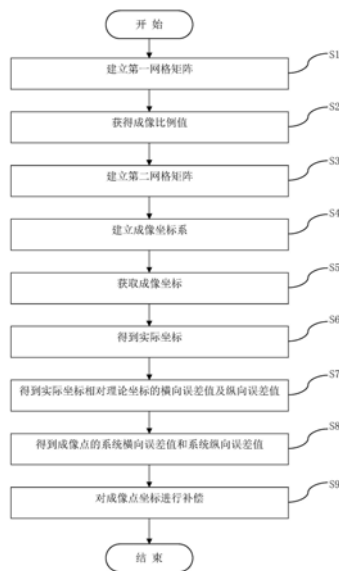 开 始
S1
建立第一网格矩阵
S2
获得成像比例值
S3
建立第二网格矩阵
S4
建立成像坐标系
S5
获取成像坐标
S6
得到实际坐标
S7
得到实际坐标相对理论坐标的横向误差值及纵向误差值
S8
得到成像点的系统横向误差值和系统纵向误差值
S9
对成像点坐标进行补偿
结 束